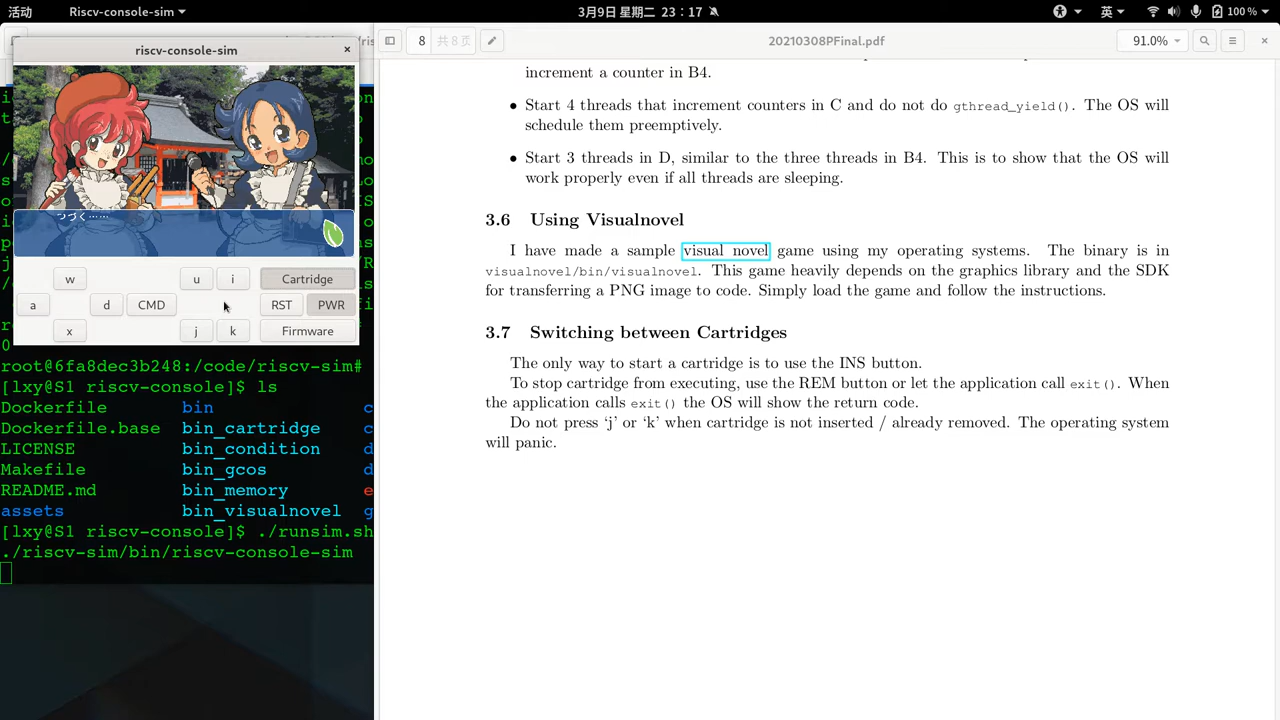 活动
Riscv-console-sim
3月9日 星期二 23:17
英
100 %
riscv-console-sim
つづく……
w
u
i
Cartridge
a
d
CMD
RST
PWR
x
j
k
Firmware
root@6fa8dec3b248:/code/riscv-sim#
[lxy@S1 riscv-console]$ ls
Dockerfile bin c
Dockerfile.base bin_cartridge c
LICENSE bin_condition d
Makefile bin_gcos d
README.md bin_memory e
assets bin_visualnovel g
[lxy@S1 riscv-console]$ ./runsim.sh
./riscv-sim/bin/riscv-console-sim
8
共 8 页
20210308PFinal.pdf
91.0%
increment a counter in B4.
• Start 4 threads that increment counters in C and do not do gthread_yield(). The OS will
schedule them preemptively.
• Start 3 threads in D, similar to the three threads in B4. This is to show that the OS will
work properly even if all threads are sleeping.
3.6 Using Visualnovel
I have made a sample visual novel game using my operating systems. The binary is in
visualnovel/bin/visualnovel. This game heavily depends on the graphics library and the SDK
for transferring a PNG image to code. Simply load the game and follow the instructions.
3.7 Switching between Cartridges
The only way to start a cartridge is to use the INS button.
To stop cartridge from executing, use the REM button or let the application call exit(). When
the application calls exit() the OS will show the return code.
Do not press ‘j’ or ‘k’ when cartridge is not inserted / already removed. The operating system
will panic.